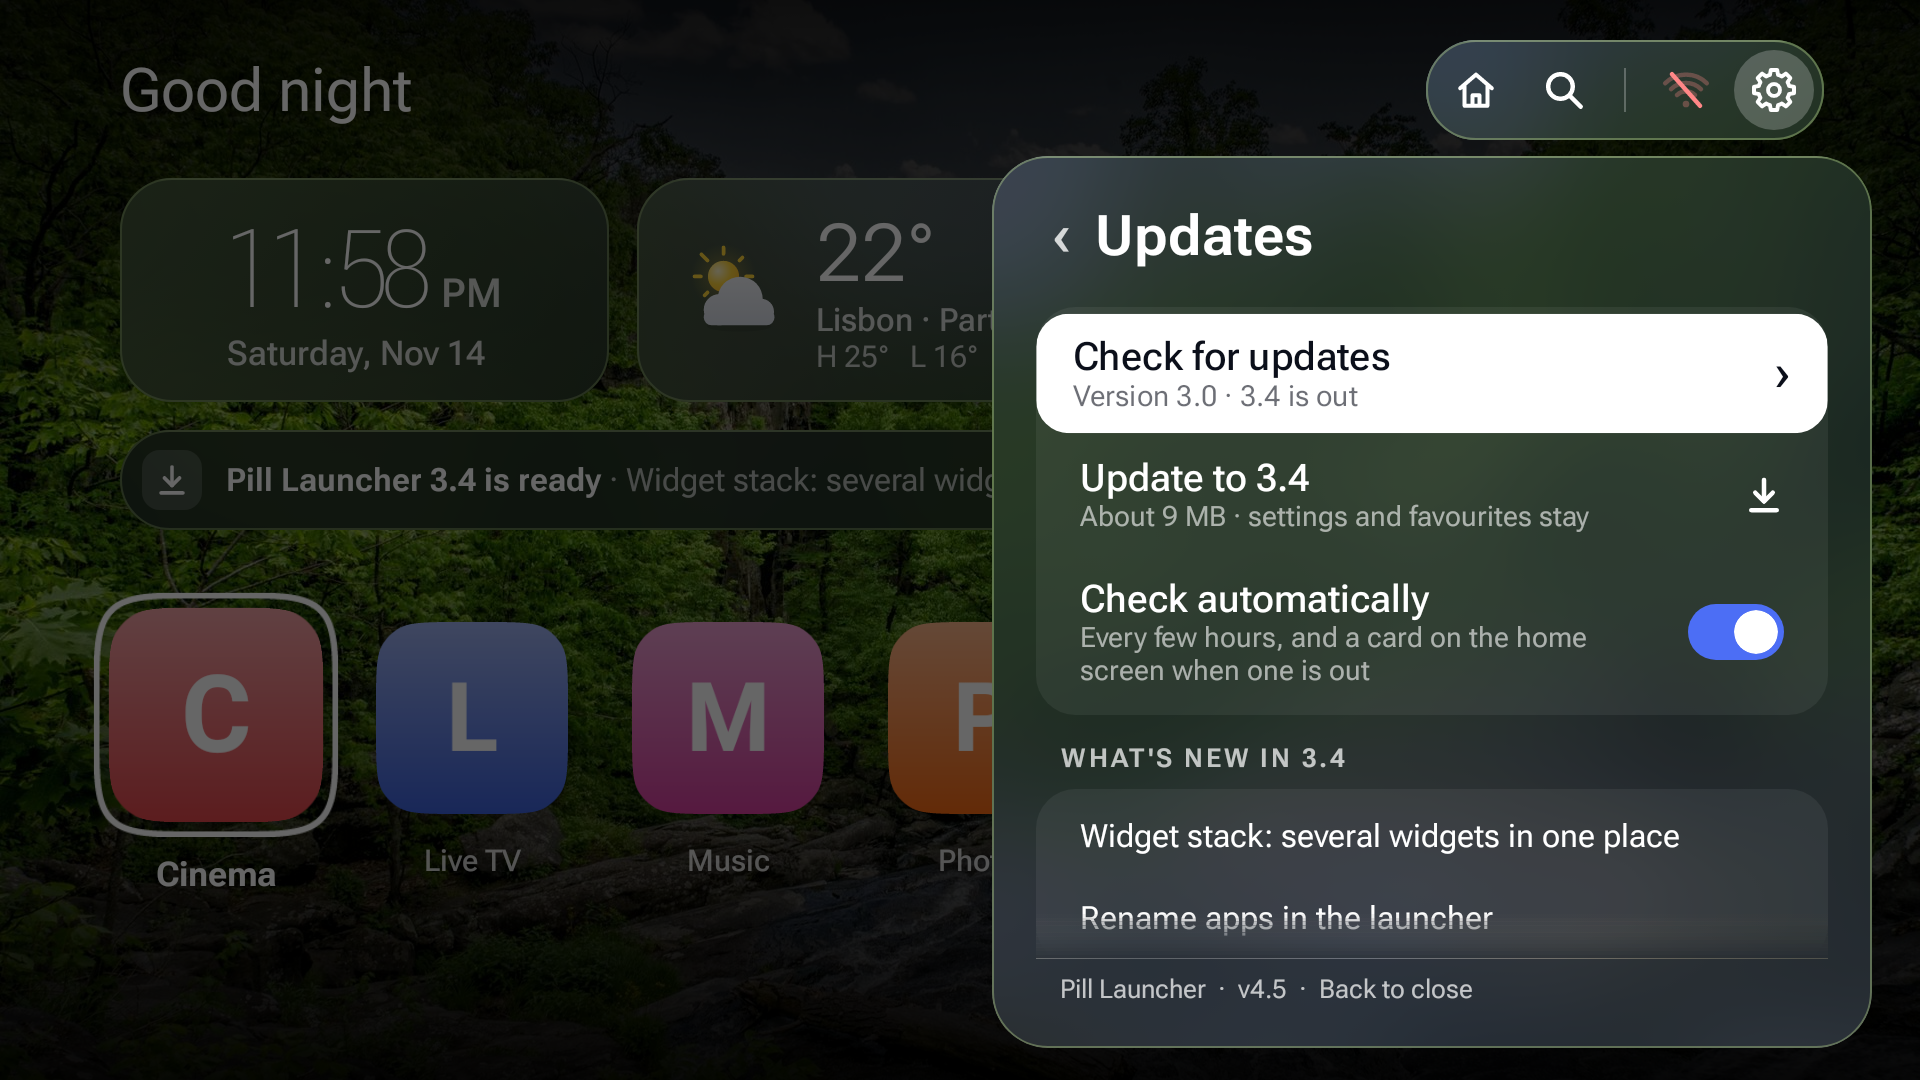 Good night
11:58 PM
Saturday, Nov 14
22°
Lisbon ·
H 25° L 16°
Pill Launcher 3.4 is ready · Widget stack: several
C
L
M
Cinema
Live TV
Music
‹ Updates
Check for updates
Version 3.0 · 3.4 is out
›
Update to 3.4
About 9 MB · settings and favourites stay
Check automatically
Every few hours, and a card on the home
screen when one is out
WHAT'S NEW IN 3.4
Widget stack: several widgets in one place
Rename apps in the launcher
Pill Launcher · v4.5 · Back to close